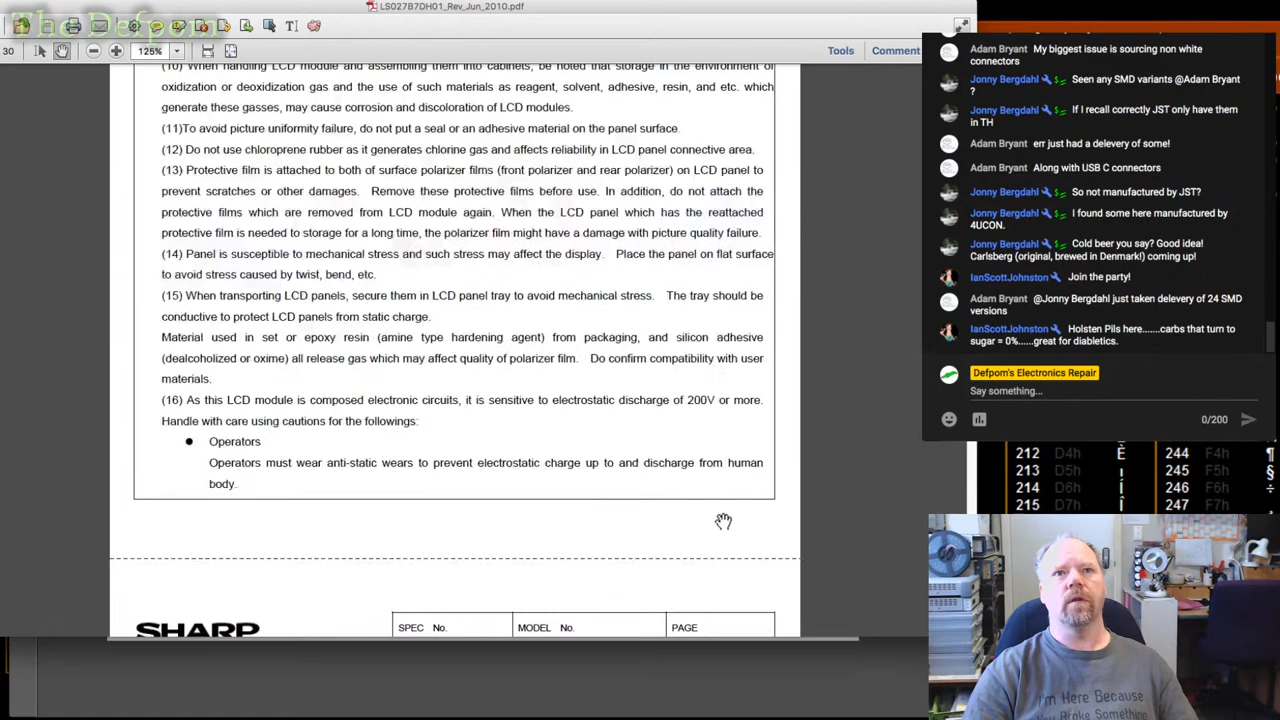 The Defpom
LS027B7DH01_Rev_Jun_2010.pdf
30
125%
Tools
Comment
(10) When handling LCD module and assembling them into cabinets, be noted that storage in the environment of
oxidization or deoxidization gas and the use of such materials as reagent, solvent, adhesive, resin, and etc. which
generate these gasses, may cause corrosion and discoloration of LCD modules.
(11)To avoid picture uniformity failure, do not put a seal or an adhesive material on the panel surface.
(12) Do not use chloroprene rubber as it generates chlorine gas and affects reliability in LCD panel connective area.
(13) Protective film is attached to both of surface polarizer films (front polarizer and rear polarizer) on LCD panel to
prevent scratches or other damages. Remove these protective films before use. In addition, do not attach the
protective films which are removed from LCD module again. When the LCD panel which has the reattached
protective film is needed to storage for a long time, the polarizer film might have a damage with picture quality failure.
(14) Panel is susceptible to mechanical stress and such stress may affect the display. Place the panel on flat surface
to avoid stress caused by twist, bend, etc.
(15) When transporting LCD panels, secure them in LCD panel tray to avoid mechanical stress. The tray should be
conductive to protect LCD panels from static charge.
Material used in set or epoxy resin (amine type hardening agent) from packaging, and silicon adhesive
(dealcoholized or oxime) all release gas which may affect quality of polarizer film. Do confirm compatibility with user
materials.
(16) As this LCD module is composed electronic circuits, it is sensitive to electrostatic discharge of 200V or more.
Handle with care using cautions for the followings:
● Operators
Operators must wear anti-static wears to prevent electrostatic charge up to and discharge from human
body.
SHARP
SPEC No.
MODEL No.
PAGE
Adam Bryant My biggest issue is sourcing non white
connectors
Jonny Bergdahl Seen any SMD variants @Adam Bryant
?
Jonny Bergdahl If I recall correctly JST only have them
in TH
Adam Bryant err just had a delevery of some!
Adam Bryant Along with USB C connectors
Jonny Bergdahl So not manufactured by JST?
Jonny Bergdahl I found some here manufactured by
4UCON.
Jonny Bergdahl Cold beer you say? Good idea!
Carlsberg (original, brewed in Denmark!) coming up!
IanScottJohnston Join the party!
Adam Bryant @Jonny Bergdahl just taken delevery of 24 SMD
versions
IanScottJohnston Holsten Pils here.......carbs that turn to
sugar = 0%......great for diabletics.
Defpom's Electronics Repair
Say something...
0/200
212 D4h È 244 F4h ¶
213 D5h ı 245 F5h §
214 D6h Í 246 F6h ÷
215 D7h Î 247 F7h
I'm Here Because
You Broke Something